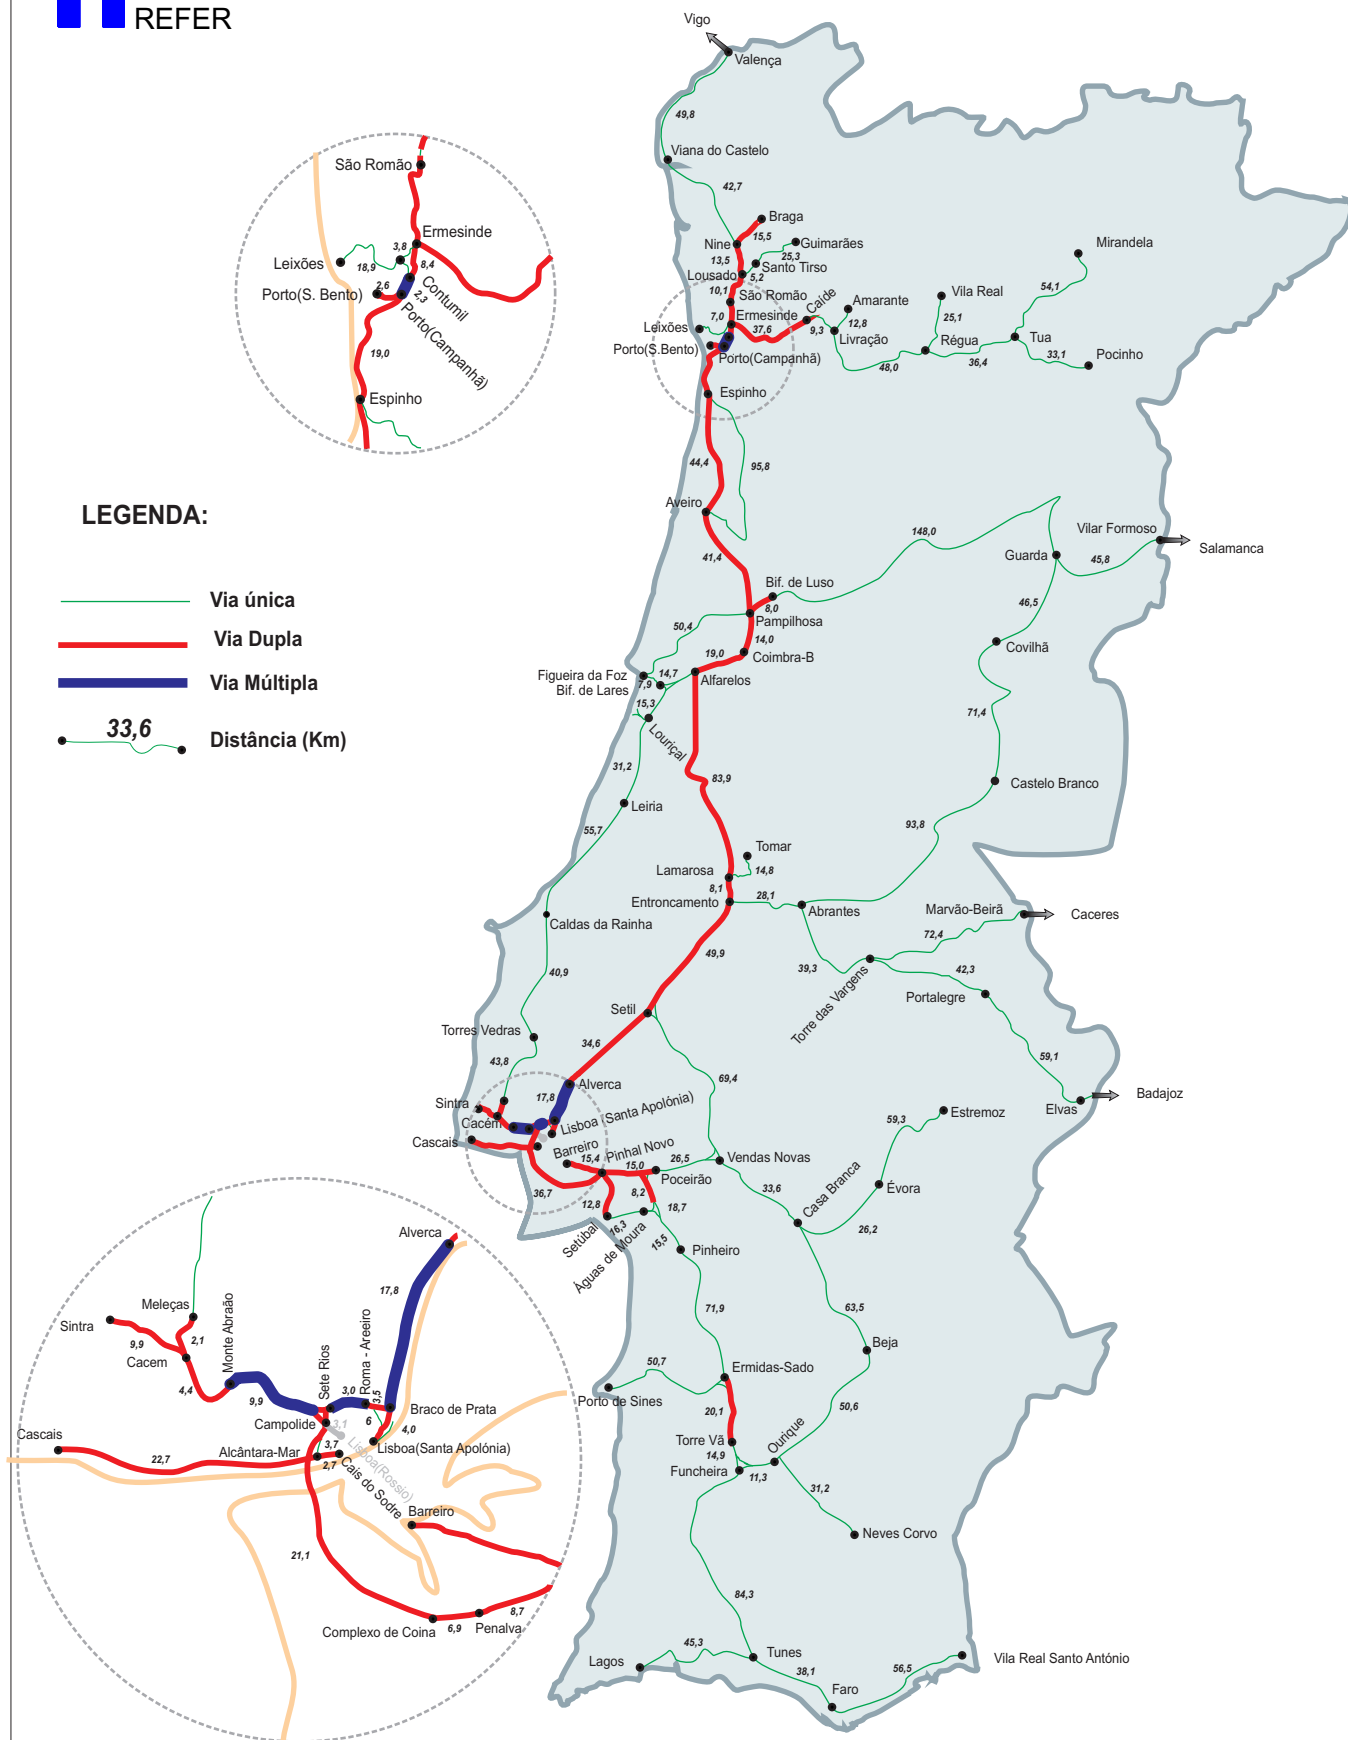 REFER
Vigo
Valença
49,8
Viana do Castelo
42,7
Braga
15,5
Nine
Guimarães
25,3
13,5
Santo Tirso
Lousado
5,2
10,1
São Romão
7,0
Ermesinde
Leixões
37,6
Porto(S.Bento)
Porto(Campanhã)
Caíde
9,3
Amarante
12,8
Livração
48,0
Vila Real
25,1
Régua
36,4
Mirandela
54,1
Tua
33,1
Pocinho
Espinho
44,4
95,8
Aveiro
41,4
148,0
Vilar Formoso
Salamanca
Guarda
45,8
Bif. de Luso
8,0
Pampilhosa
50,4
14,0
46,5
Covilhã
19,0
Coimbra-B
Figueira da Foz
14,7
Alfarelos
Bif. de Lares
7,9
15,3
Louriçal
71,4
31,2
83,9
Castelo Branco
Leiria
55,7
93,8
Tomar
Lamarosa
14,8
8,1
Entroncamento
28,1
Abrantes
Marvão-Beirã
Caceres
Caldas da Rainha
72,4
49,9
39,3
42,3
40,9
Torre das Vargens
Portalegre
Setil
Torres Vedras
34,6
59,1
43,8
69,4
Alverca
17,8
Elvas
Badajoz
Sintra
Cacém
Lisboa (Santa Apolónia)
59,3
Estremoz
Cascais
Barreiro
Pinhal Novo
15,4
15,0
26,5
Vendas Novas
Poceirão
36,7
8,2
33,6
Casa Branca
Évora
12,8
18,7
26,2
Setúbal
16,3
Águas de Moura
15,5
Pinheiro
71,9
63,5
Beja
50,7
Ermidas-Sado
Porto de Sines
20,1
50,6
Torre Vã
Ourique
14,9
Funcheira
11,3
31,2
Neves Corvo
84,3
45,3
Tunes
Lagos
38,1
Faro
56,5
Vila Real Santo António
São Romão
Ermesinde
3,8
Leixões
18,9
8,4
Contumil
2,6
Porto(S. Bento)
2,3
Porto(Campanhã)
19,0
Espinho
LEGENDA:
Via única
Via Dupla
Via Múltipla
33,6
Distância (Km)
Alverca
17,8
Meleças
Sintra
2,1
9,9
Cacem
Monte Abraão
4,4
9,9
Sete Rios
3,0
Roma - Areeiro
3,5
Braco de Prata
Campolide
3,1
6
4,0
Cascais
Alcântara-Mar
3,7
Lisboa(Santa Apolónia)
22,7
2,7
Lisboa(Rossio)
Cais do Sodre
Barreiro
21,1
8,7
Complexo de Coina
6,9
Penalva